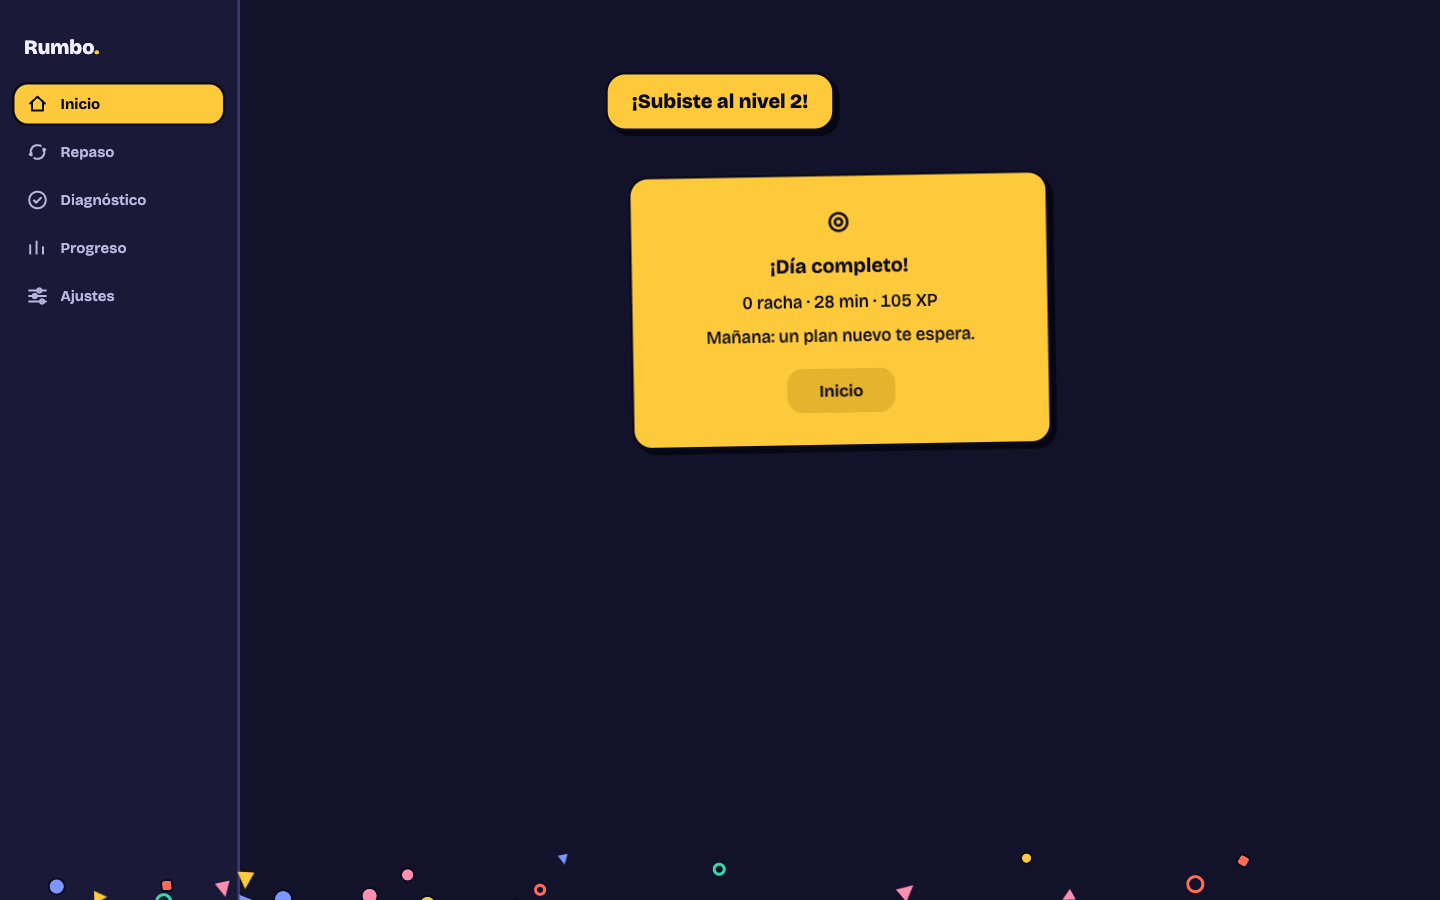 Rumbo.
Inicio
Repaso
Diagnóstico
Progreso
Ajustes
¡Subiste al nivel 2!
¡Día completo!
0 racha · 28 min · 105 XP
Mañana: un plan nuevo te espera.
Inicio